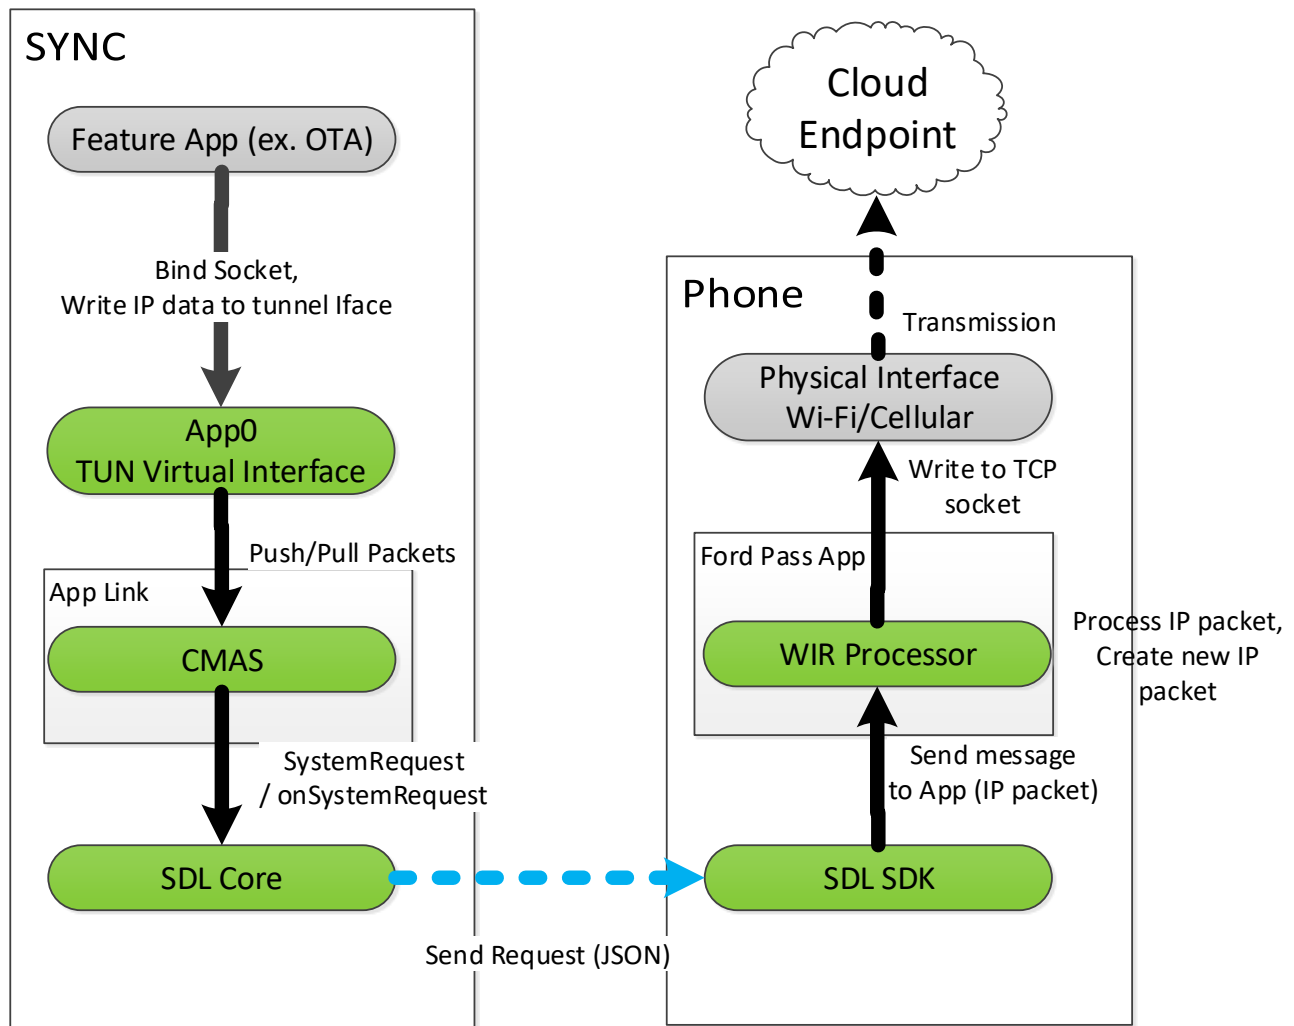 SYNC
Feature App (ex. OTA)
Bind Socket,
Write IP data to tunnel Iface
App0
TUN Virtual Interface
Push/Pull Packets
App Link
CMAS
SystemRequest
/ onSystemRequest
SDL Core
Send Request (JSON)
Cloud
Endpoint
Phone
Transmission
Physical Interface
Wi-Fi/Cellular
Write to TCP
socket
Ford Pass App
WIR Processor
Process IP packet,
Create new IP
packet
Send message
to App (IP packet)
SDL SDK